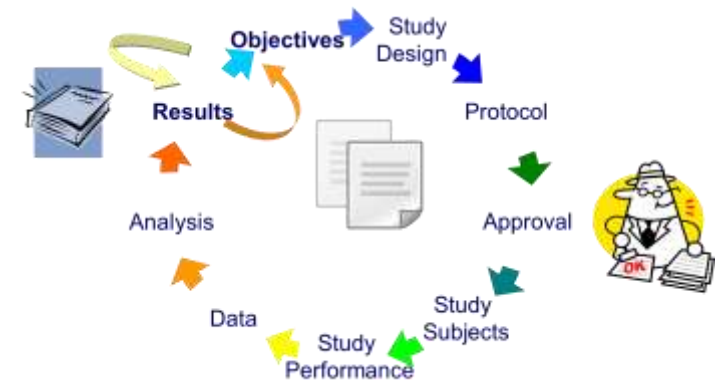 Objectives
Study
Design
Protocol
Approval
OK
Study
Subjects
Study
Performance
Data
Analysis
Results